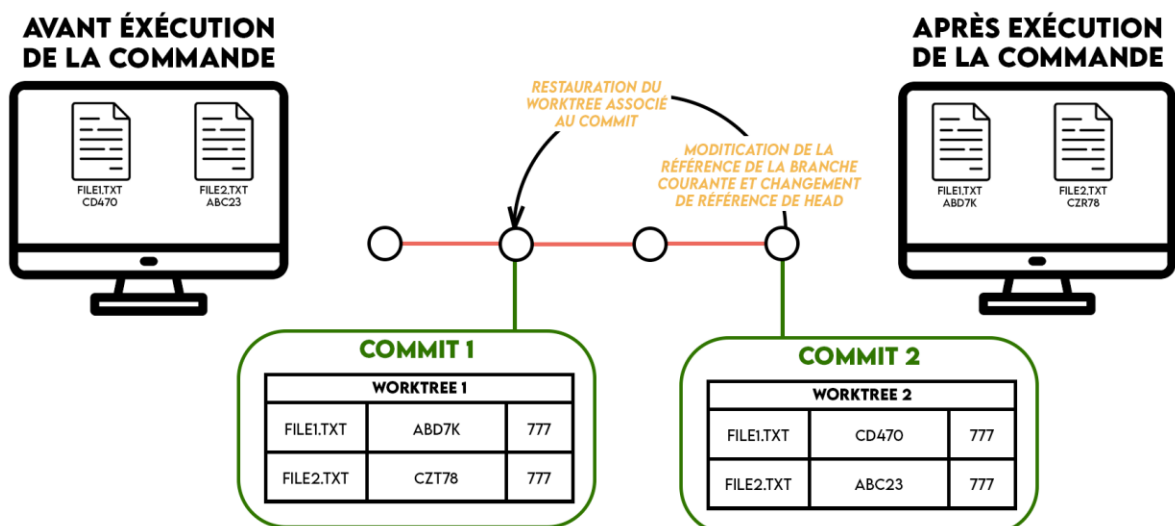 AVANT ÉXÉCUTION
DE LA COMMANDE
FILE1.TXT
CD470
FILE2.TXT
ABC23
RESTAURATION DU
WORKTREE ASSOCIÉ
AU COMMIT
MODITICATION DE LA
RÉFÉRENCE DE LA BRANCHE
COURANTE ET CHANGEMENT
DE RÉFÉRENCE DE HEAD
APRÈS EXÉCUTION
DE LA COMMANDE
FILE1.TXT
ABD7K
FILE2.TXT
CZR78
COMMIT 1
WORKTREE 1
FILE1.TXT ABD7K 777
FILE2.TXT CZT78 777
COMMIT 2
WORKTREE 2
FILE1.TXT CD470 777
FILE2.TXT ABC23 777